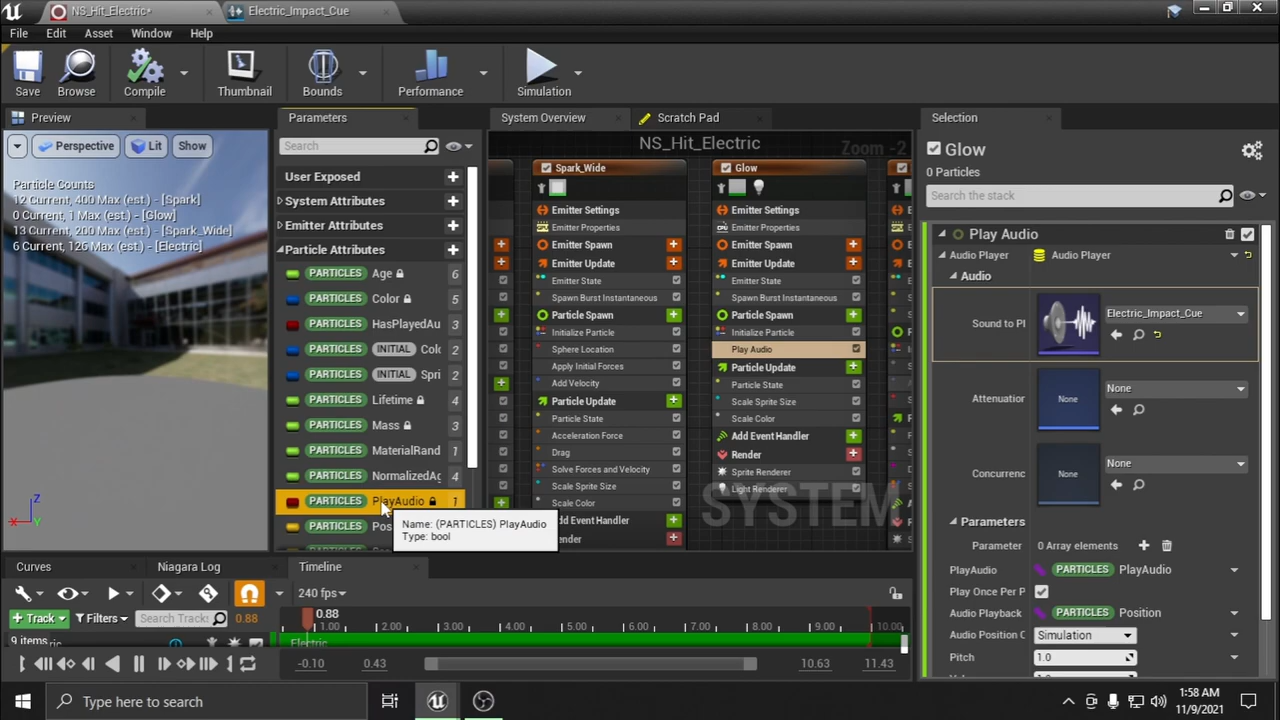 NS_Hit_Electric*
Electric_Impact_Cue
File Edit Asset Window Help
Save
Browse
Compile
Thumbnail
Bounds
Performance
Simulation
Preview
Perspective
Lit
Show
Particle Counts
12 Current, 400 Max (est.) - [Spark]
0 Current, 1 Max (est.) - [Glow]
13 Current, 200 Max (est.) - [Spark_Wide]
6 Current, 126 Max (est.) - [Electric]
Z
X
Y
Parameters
Search
User Exposed
System Attributes
Emitter Attributes
Particle Attributes
PARTICLES Age 6
PARTICLES Color 5
PARTICLES HasPlayedAu 3
PARTICLES INITIAL Colo 2
PARTICLES INITIAL Spri 2
PARTICLES Lifetime 4
PARTICLES Mass 3
PARTICLES MaterialRand 1
PARTICLES NormalizedAg 4
PARTICLES PlayAudio 1
PARTICLES Pos
Name: (PARTICLES) PlayAudio
Type: bool
System Overview
Scratch Pad
NS_Hit_Electric
Zoom -2
Spark_Wide
Emitter Settings
Emitter Properties
Emitter Spawn
Emitter Update
Emitter State
Spawn Burst Instantaneous
Particle Spawn
Initialize Particle
Sphere Location
Apply Initial Forces
Add Velocity
Particle Update
Particle State
Acceleration Force
Drag
Solve Forces and Velocity
Scale Sprite Size
Scale Color
dd Event Handler
ender
Glow
Emitter Settings
Emitter Properties
Emitter Spawn
Emitter Update
Emitter State
Spawn Burst Instantaneous
Particle Spawn
Initialize Particle
Play Audio
Particle Update
Particle State
Scale Sprite Size
Scale Color
Add Event Handler
Render
Sprite Renderer
Light Renderer
SYSTEM
Selection
Glow
0 Particles
Search the stack
Play Audio
Audio Player Audio Player
Audio
Sound to Pl Electric_Impact_Cue
Attenuation None None
Concurrenc None None
Parameters
Parameter 0 Array elements
PlayAudio PARTICLES PlayAudio
Play Once Per P
Audio Playback PARTICLES Position
Audio Position C Simulation
Pitch 1.0
Curves
Niagara Log
Timeline
240 fps
Track
Filters
Search Tracks
0.88
0.88
1.00 2.00 3.00 4.00 5.00 6.00 7.00 8.00 9.00 10.00
9 items
Electric
-0.10 0.43 10.63 11.43
Type here to search
1:58 AM
11/9/2021